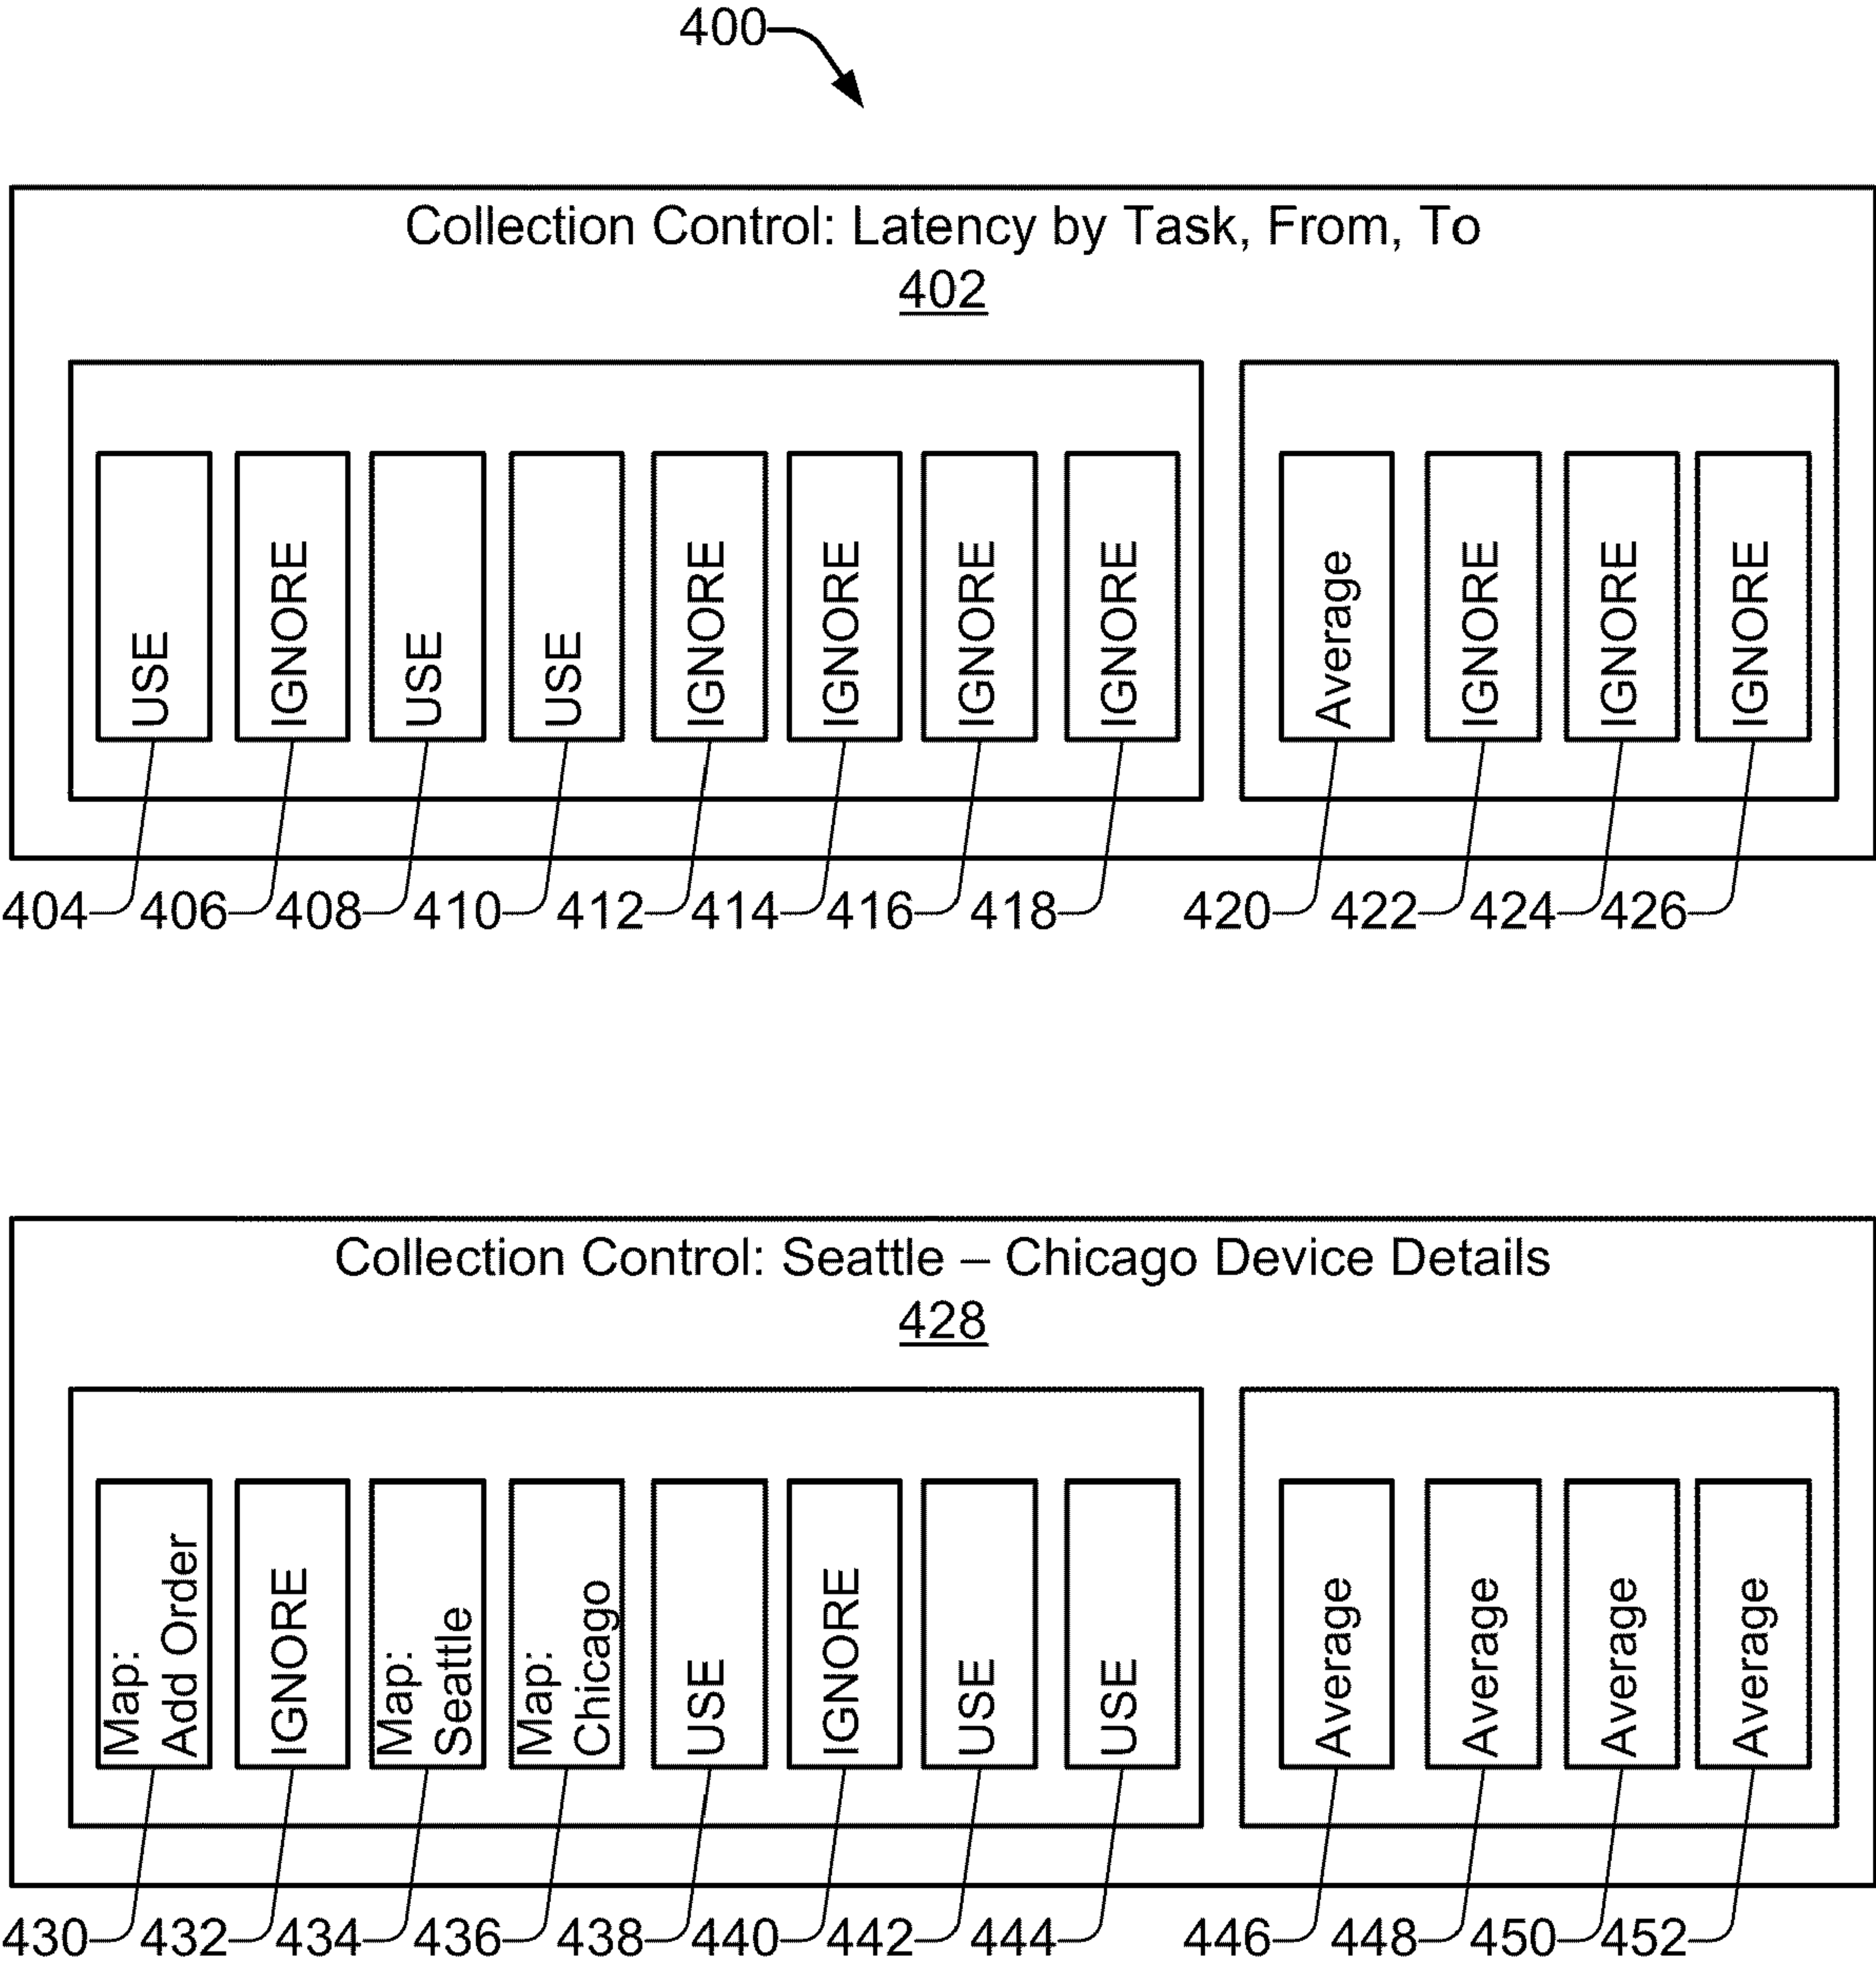 400
Collection Control: Latency by Task, From, To
402
USE
IGNORE
USE
USE
IGNORE
IGNORE
IGNORE
IGNORE
Average
IGNORE
IGNORE
IGNORE
404 406 408 410 412 414 416 418 420 422 424 426
Collection Control: Seattle – Chicago Device Details
428
Map:
Add Order
IGNORE
Map:
Seattle
Map:
Chicago
USE
IGNORE
USE
USE
Average
Average
Average
Average
430 432 434 436 438 440 442 444 446 448 450 452